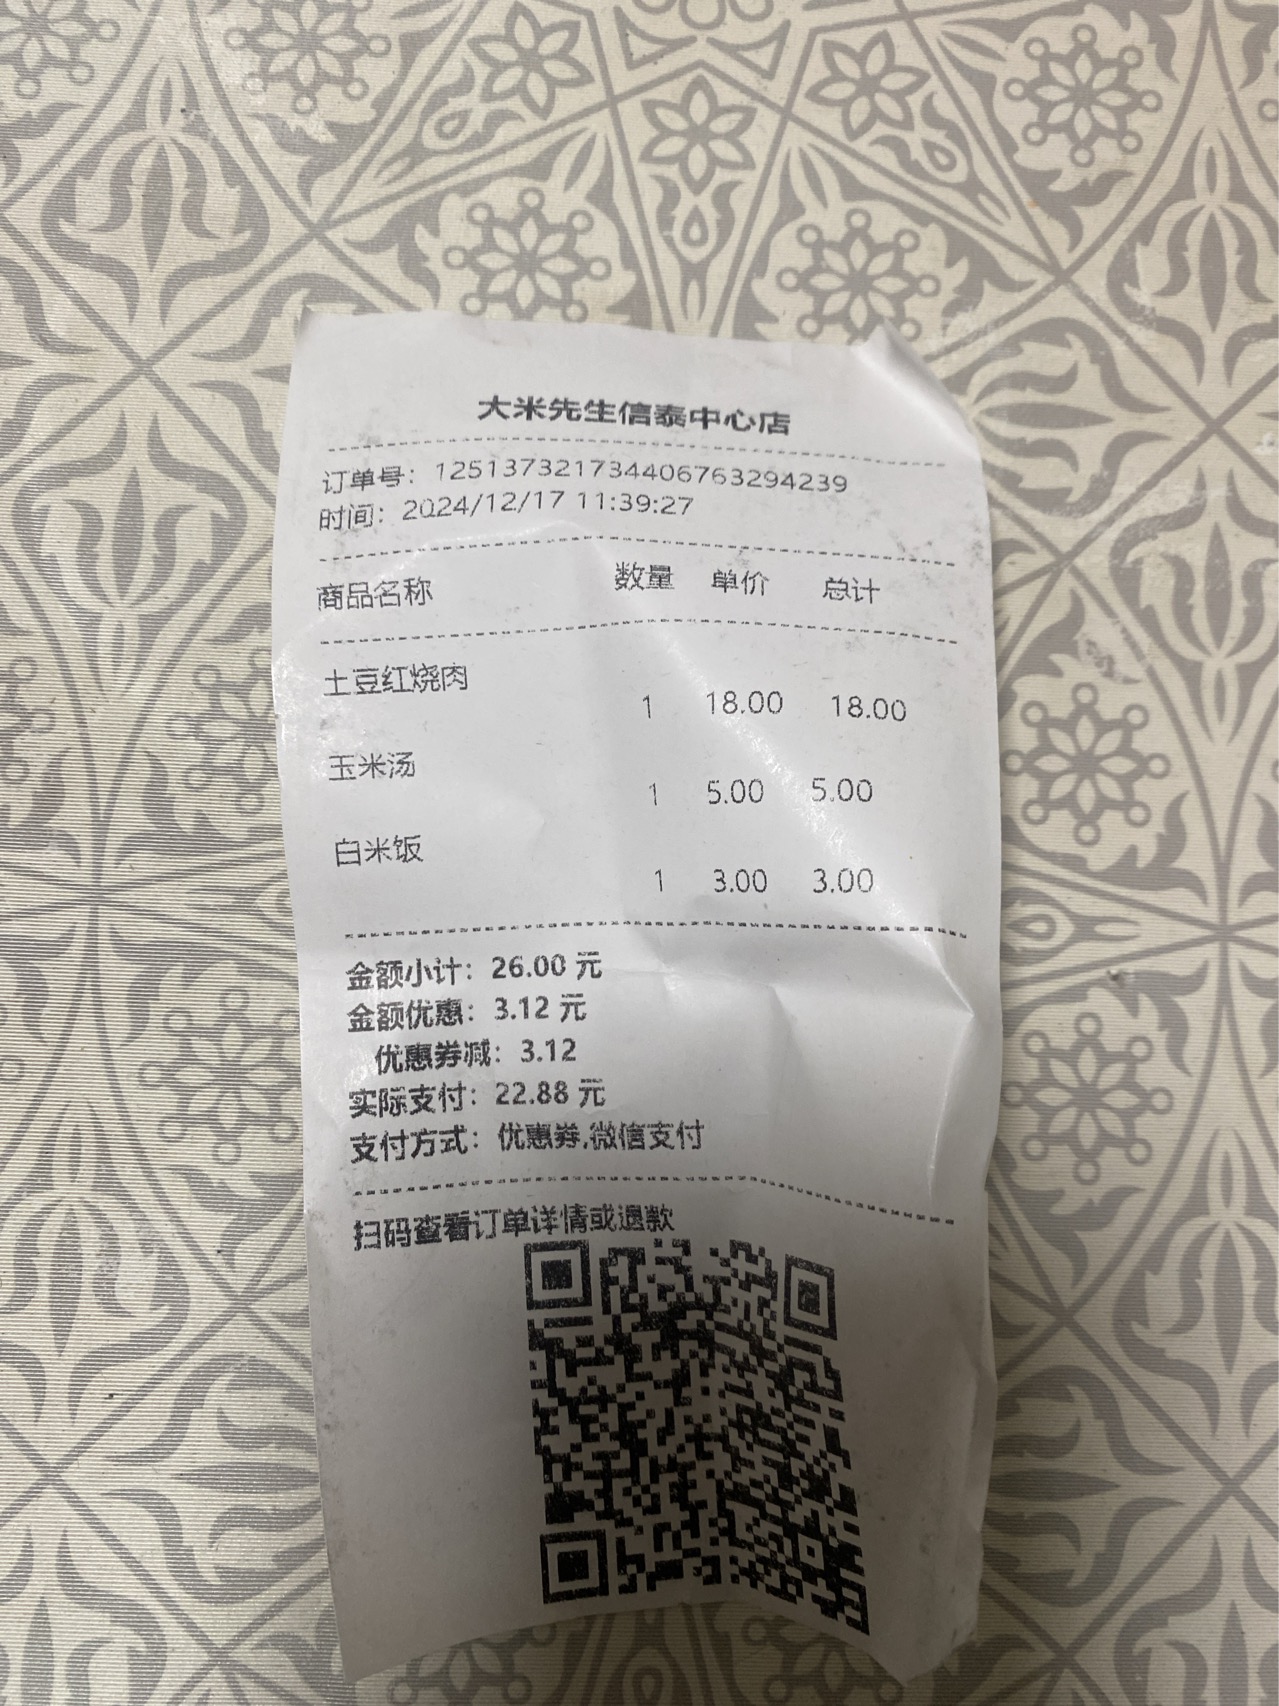 大米先生信泰中心店
订单号：125137321734406763294239
时间：2024/12/17 11:39:27
商品名称 数量 单价 总计
土豆红烧肉
1 18.00 18.00
玉米汤
1 5.00 5.00
白米饭
1 3.00 3.00
金额小计：26.00 元
金额优惠：3.12 元
优惠券减：3.12
实际支付：22.88 元
支付方式：优惠券,微信支付
扫码查看订单详情或退款